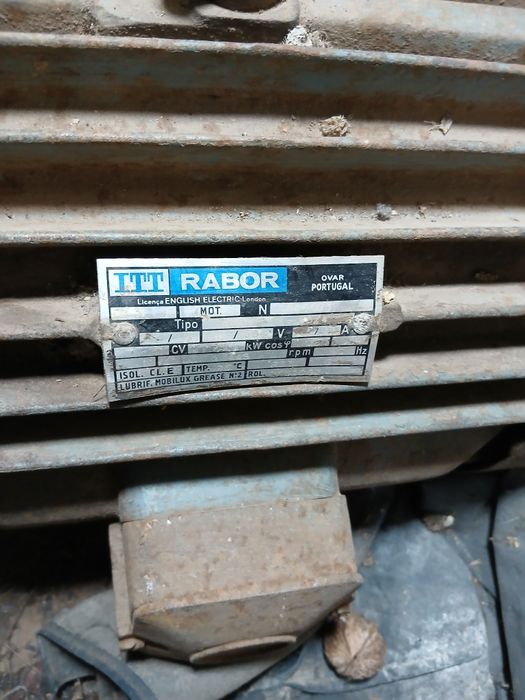 ITT RABOR OVAR PORTUGAL
Licença ENGLISH ELECTRIC-London
MOT. N
Tipo
/ / V / A
CV kW cosφ
rpm Hz
ISOL. CL.E TEMP. °C
LUBRIF. MOBILUX GREASE Nº2 ROL.